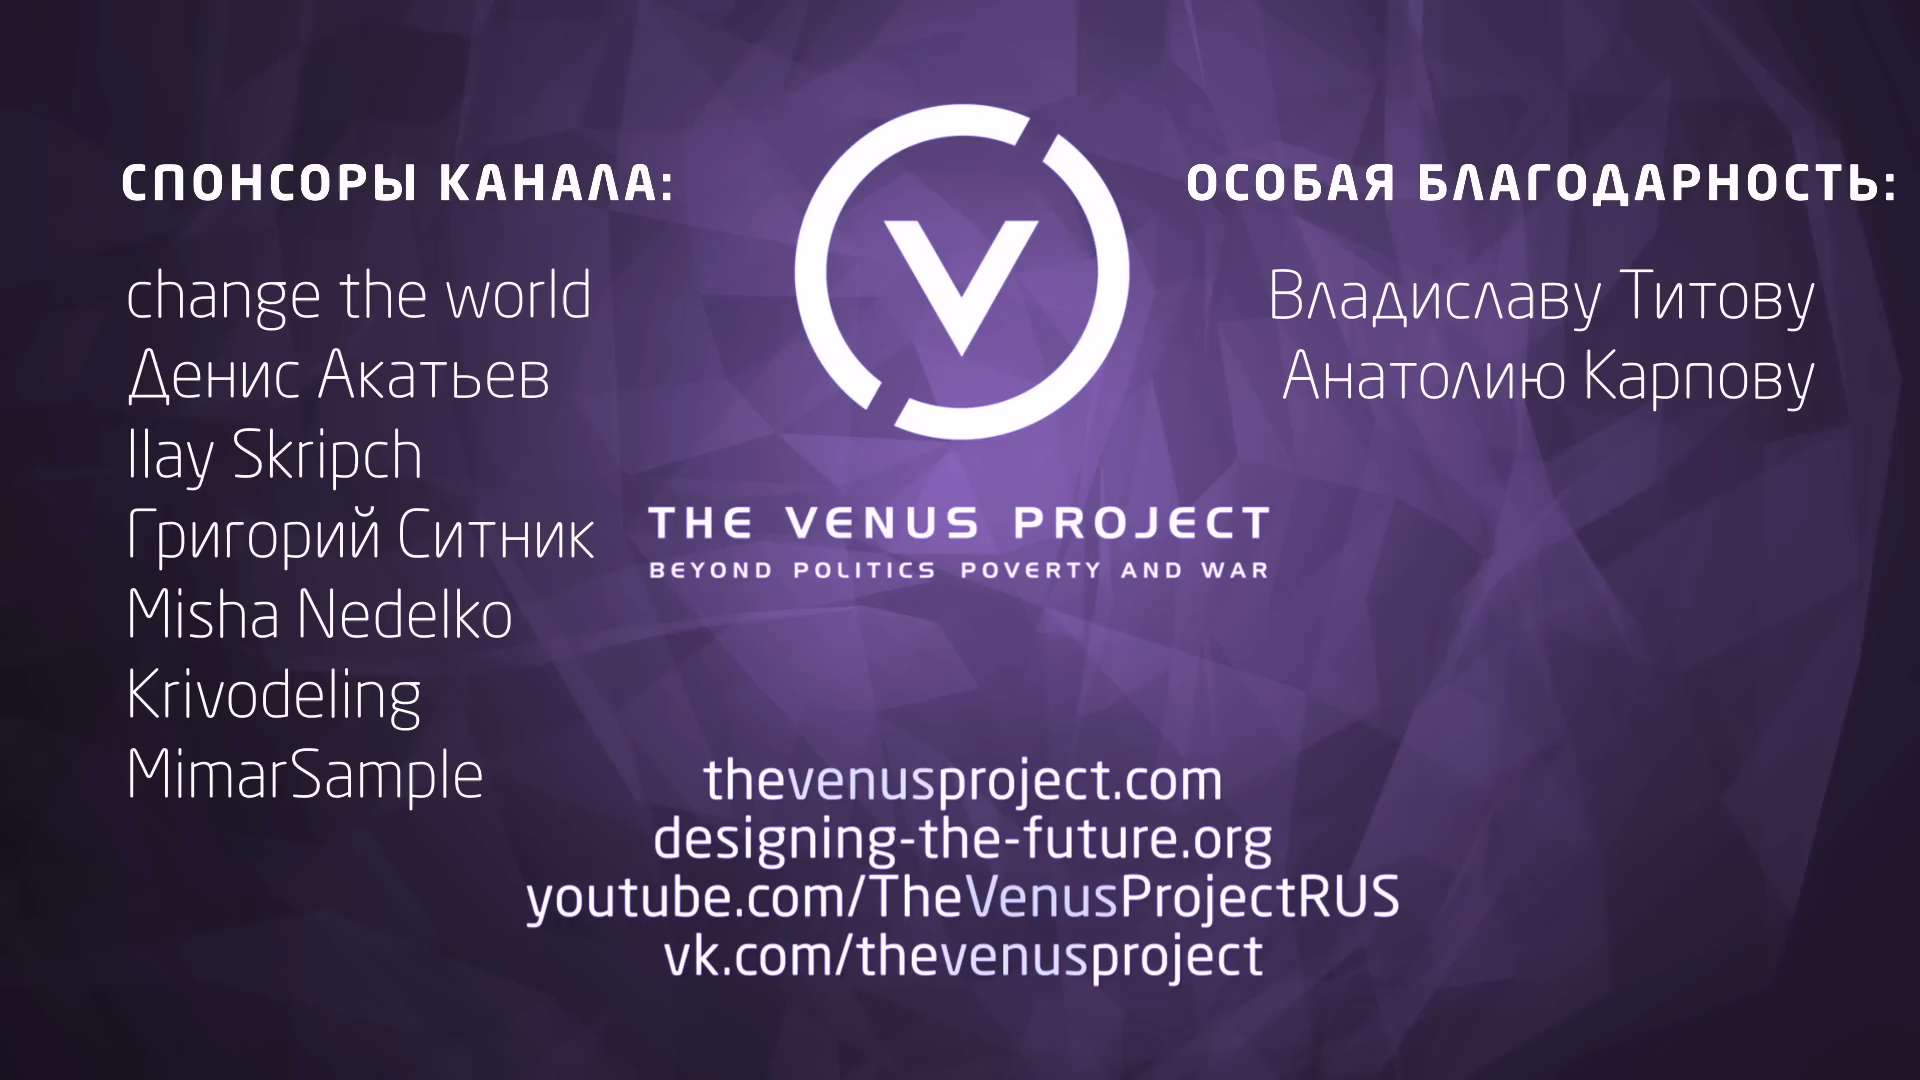 СПОНСОРЫ КАНАЛА:
change the world
Денис Акатьев
Ilay Skripch
Григорий Ситник
Misha Nedelko
Krivodeling
MimarSample
V
THE VENUS PROJECT
BEYOND POLITICS POVERTY AND WAR
ОСОБАЯ БЛАГОДАРНОСТЬ:
Владиславу Титову
Анатолию Карпову
thevenusproject.com
designing-the-future.org
youtube.com/TheVenusProjectRUS
vk.com/thevenusproject